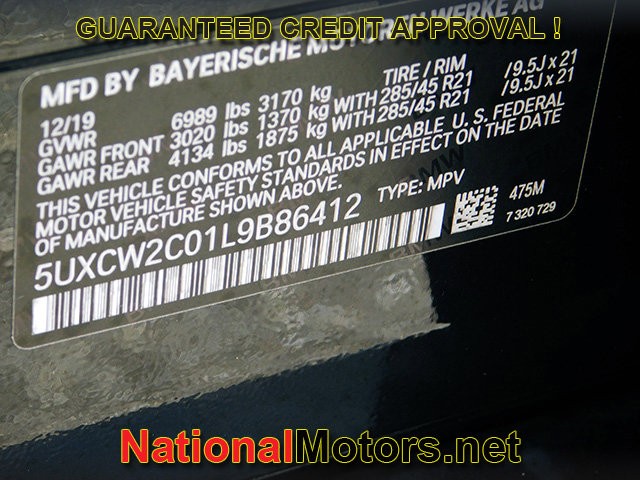 GUARANTEED CREDIT APPROVAL !
MFD BY BAYERISCHE MOTOREN WERKE AG
12/19 TIRE / RIM
GVWR 6989 lbs 3170 kg
GAWR FRONT 3020 lbs 1370 kg WITH 285/45 R21 /9.5J x 21
GAWR REAR 4134 lbs 1875 kg WITH 285/45 R21 /9.5J x 21
THIS VEHICLE CONFORMS TO ALL APPLICABLE U.S. FEDERAL
MOTOR VEHICLE SAFETY STANDARDS IN EFFECT ON THE DATE
OF MANUFACTURE SHOWN ABOVE.
5UXCW2C01L9B86412 TYPE: MPV 475M
7 320 729
NationalMotors.net